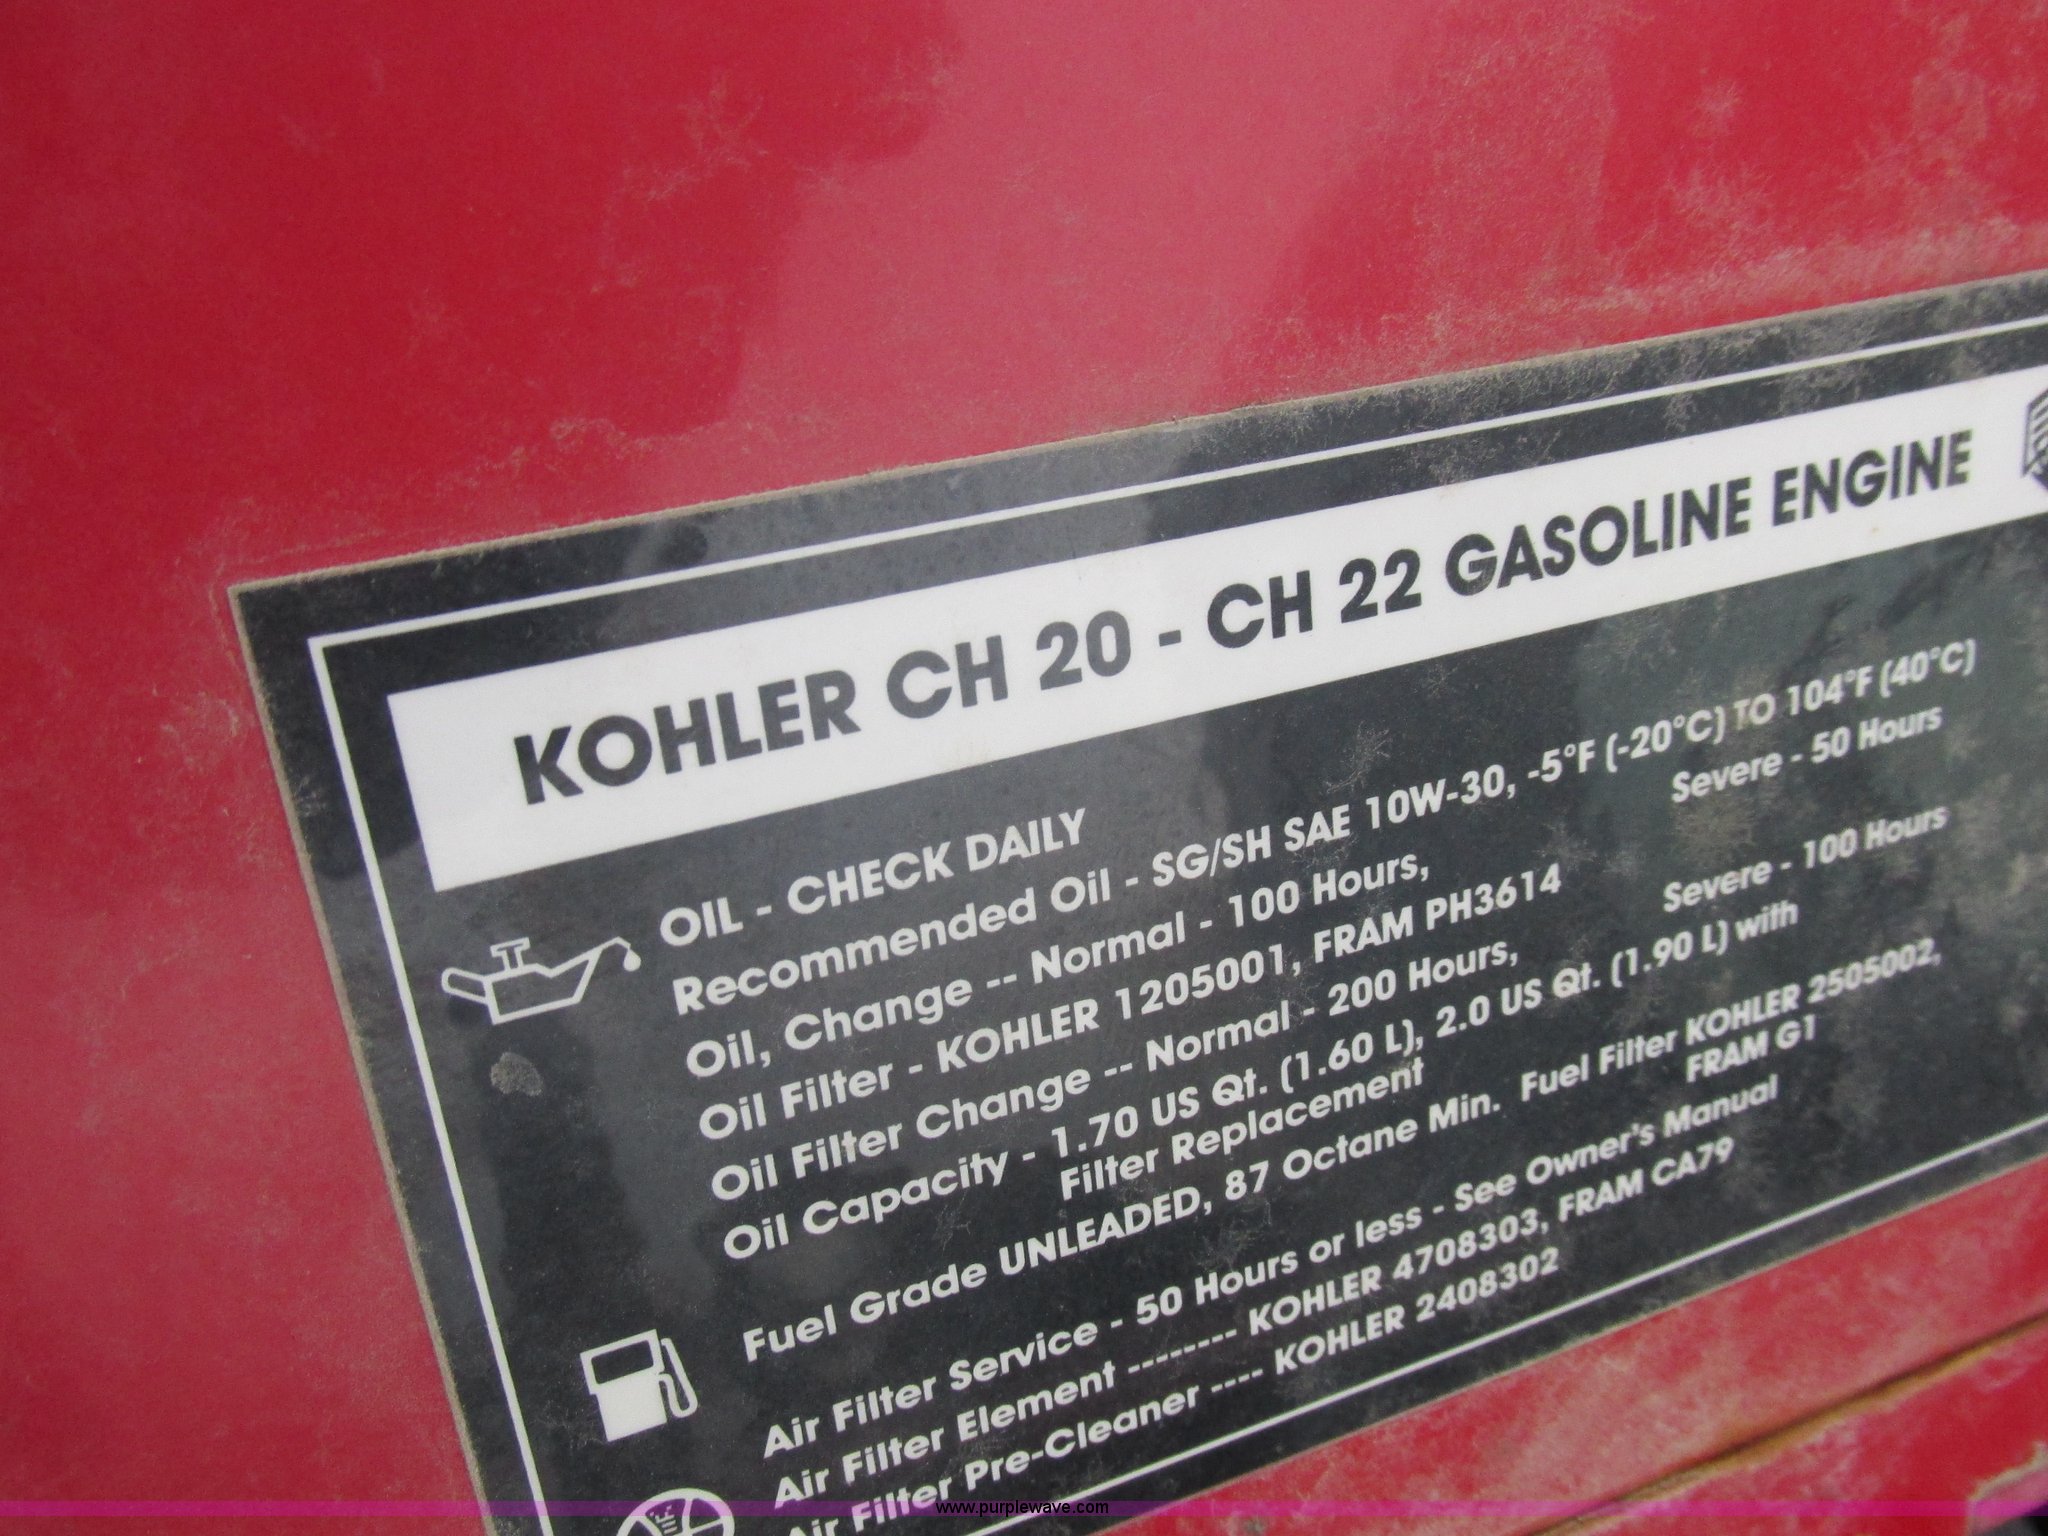 KOHLER CH 20 - CH 22 GASOLINE ENGINE
OIL - CHECK DAILY
Recommended Oil - SG/SH SAE 10W-30, -5°F (-20°C) TO 104°F (40°C)
Oil, Change -- Normal - 100 Hours, Severe - 50 Hours
Oil Filter - KOHLER 1205001, FRAM PH3614
Oil Filter Change -- Normal - 200 Hours, Severe - 100 Hours
Oil Capacity - 1.70 US Qt. (1.60 L), 2.0 US Qt. (1.90 L) with
Filter Replacement
Fuel Grade UNLEADED, 87 Octane Min. Fuel Filter KOHLER 2505002,
FRAM G1
Air Filter Service - 50 Hours or less - See Owner's Manual
Air Filter Element -------- KOHLER 4708303, FRAM CA79
Air Filter Pre-Cleaner ---- KOHLER 2408302
www.purplewave.com